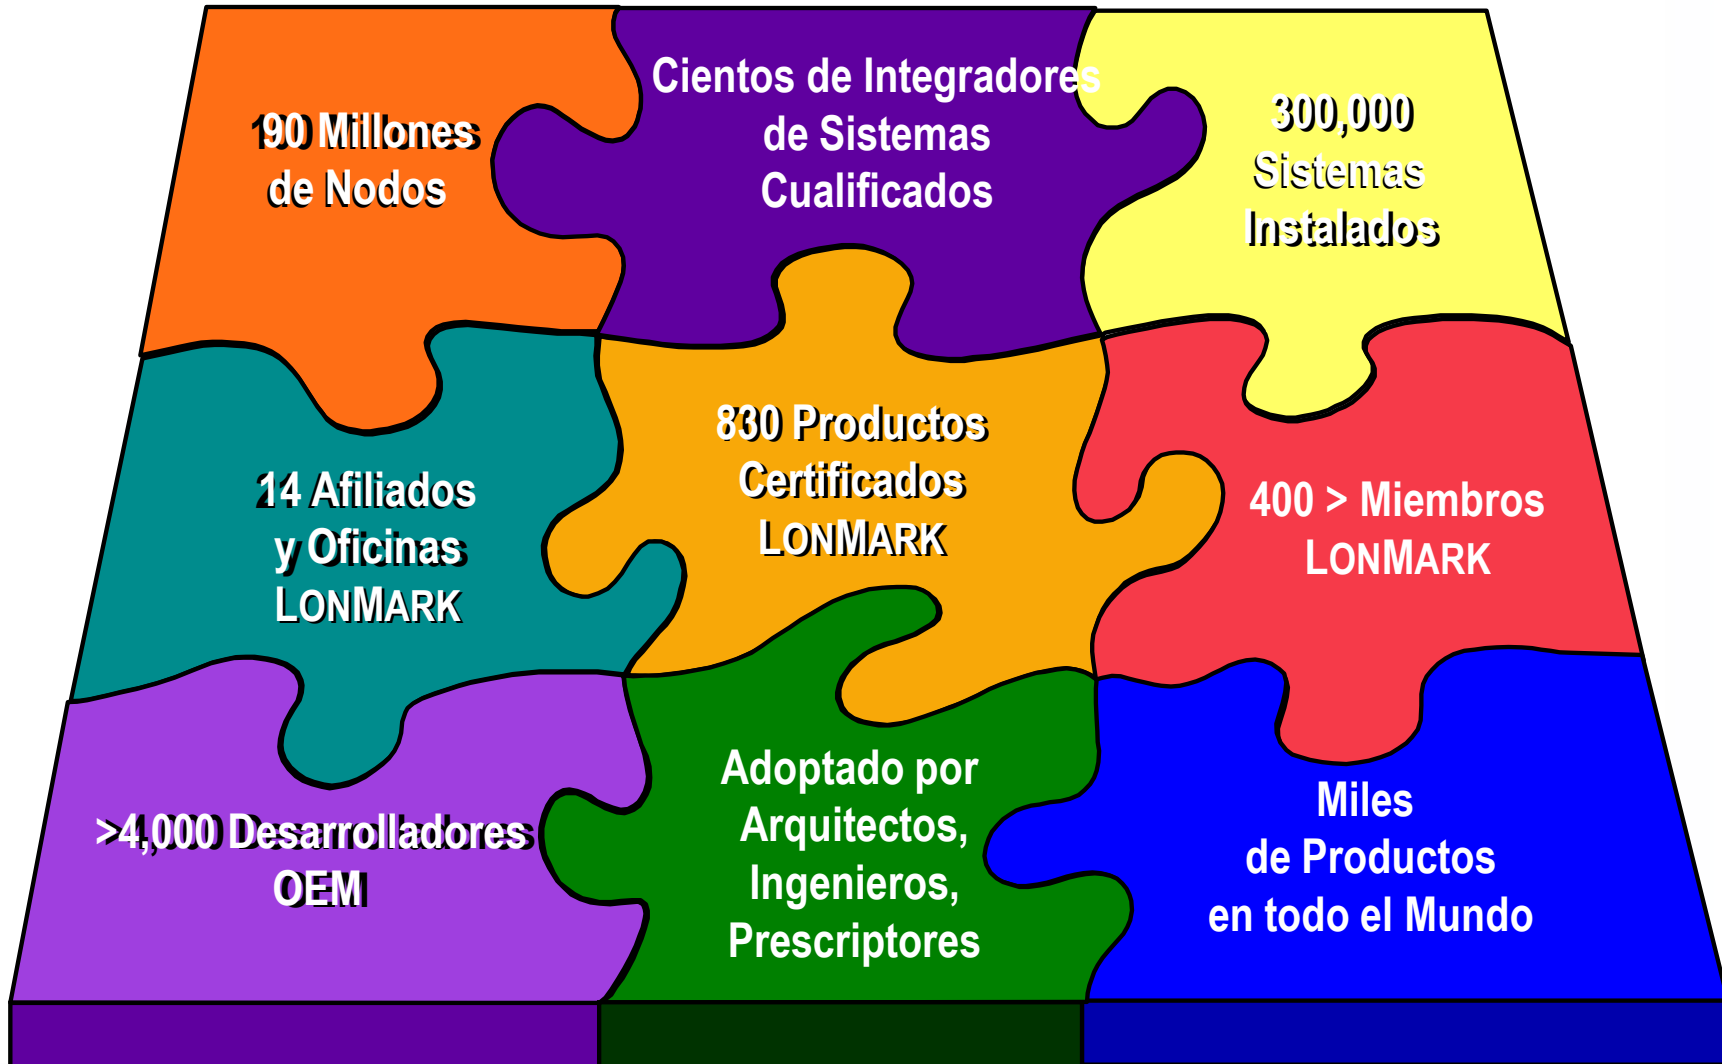 90 Millones
de Nodos
Cientos de Integradores
de Sistemas
Cualificados
300,000
Sistemas
Instalados
14 Afiliados
y Oficinas
LONMARK
830 Productos
Certificados
LONMARK
400 > Miembros
LONMARK
>4,000 Desarrolladores
OEM
Adoptado por
Arquitectos,
Ingenieros,
Prescriptores
Miles
de Productos
en todo el Mundo